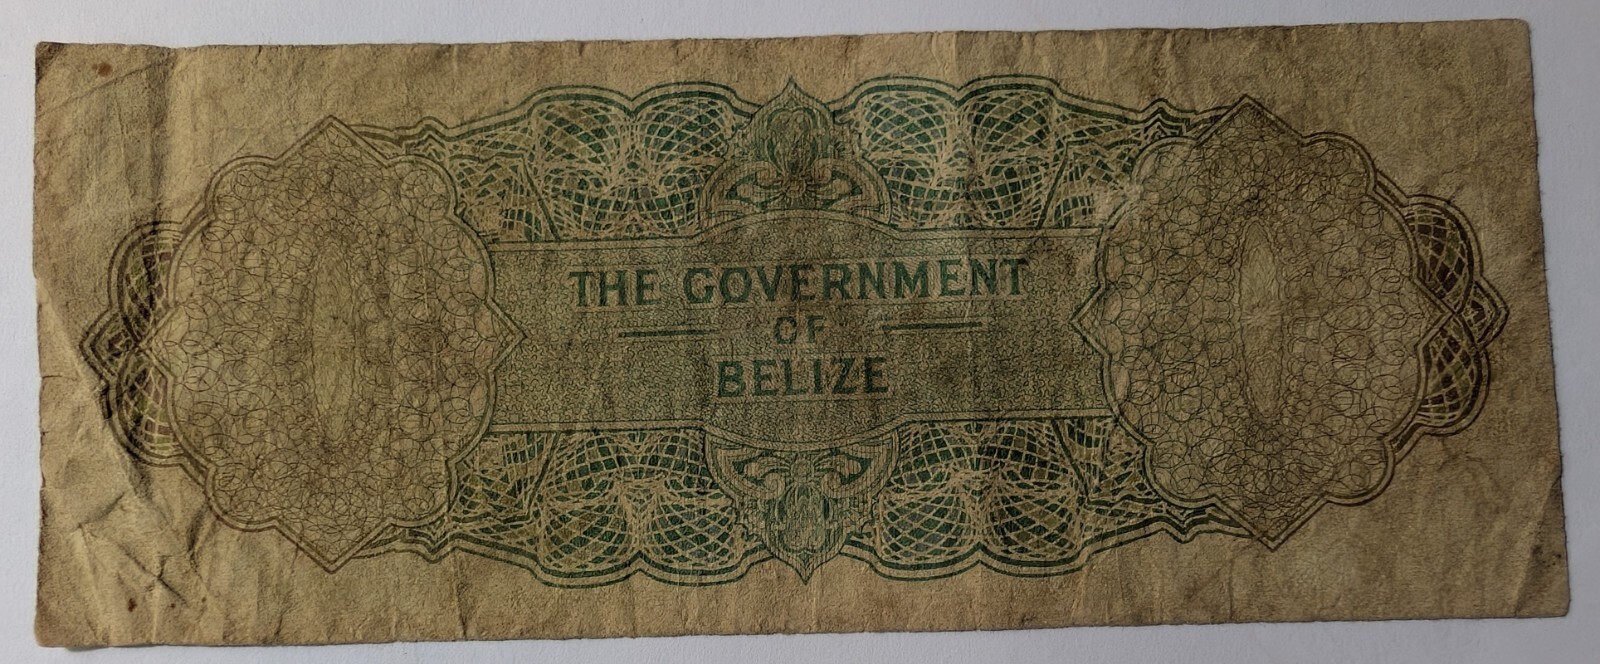 THE GOVERNMENT
OF
BELIZE